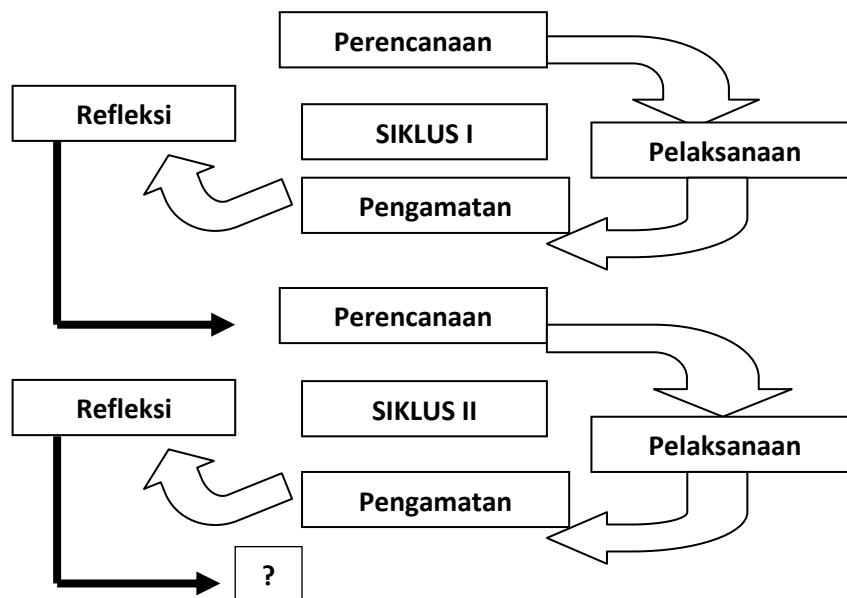 Perencanaan
Refleksi
SIKLUS I
Pelaksanaan
Pengamatan
Perencanaan
Refleksi
SIKLUS II
Pelaksanaan
Pengamatan
?